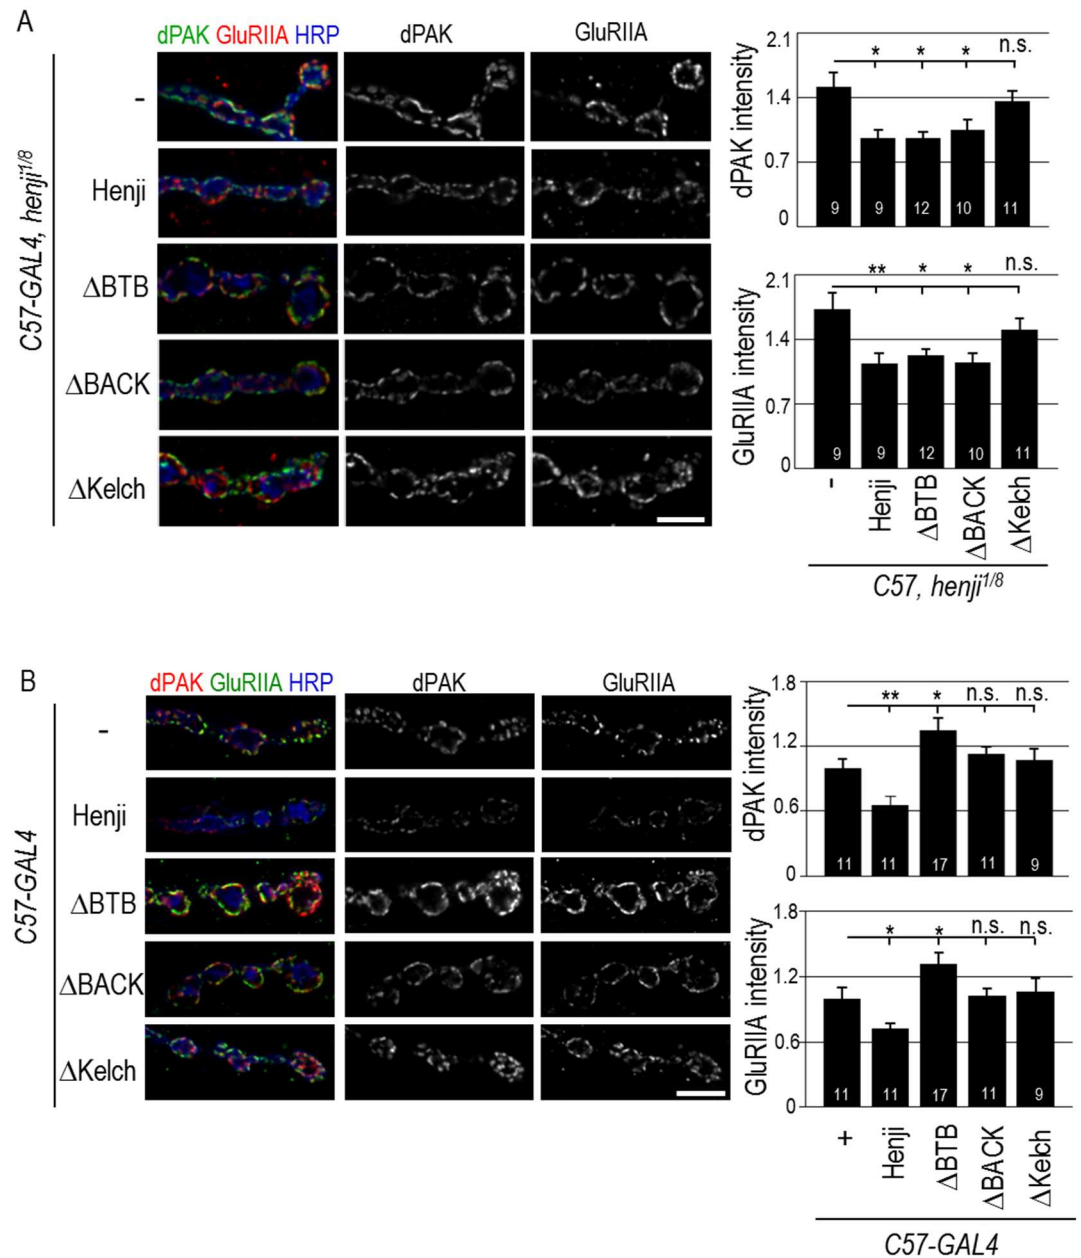 A
dPAK GluRIIA HRP
dPAK
GluRIIA
C57-GAL4, henji1/8
-
Henji
ΔBTB
ΔBACK
ΔKelch
2.1
1.4
0.7
0
dPAK intensity
* * * n.s.
9 9 12 10 11
2.1
1.4
0.7
0
GluRIIA intensity
** * * n.s.
9 9 12 10 11
- Henji ΔBTB ΔBACK ΔKelch
C57, henji1/8
B
dPAK GluRIIA HRP
dPAK
GluRIIA
C57-GAL4
-
Henji
ΔBTB
ΔBACK
ΔKelch
1.8
1.2
0.6
0
dPAK intensity
** * n.s. n.s.
11 11 17 11 9
1.8
1.2
0.6
0
GluRIIA intensity
* * n.s. n.s.
11 11 17 11 9
+ Henji ΔBTB ΔBACK ΔKelch
C57-GAL4